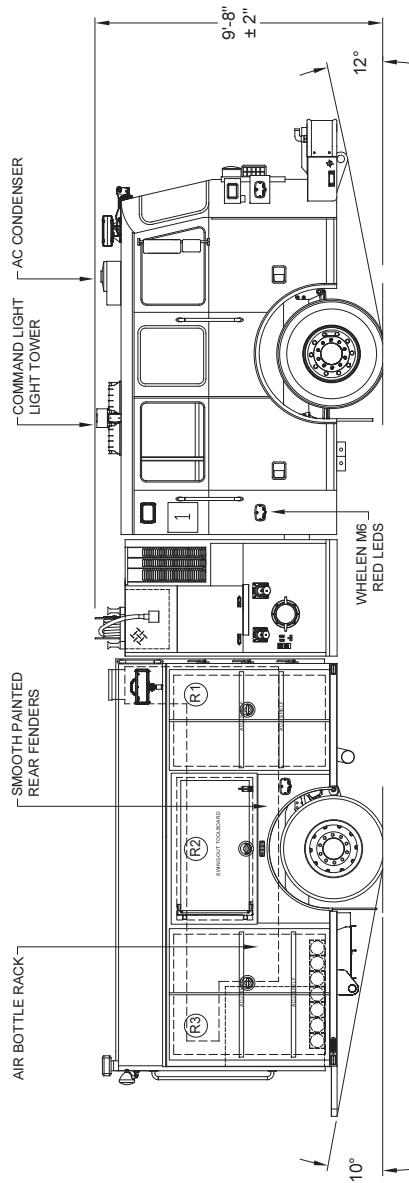 AIR BOTTLE RACK
SMOOTH PAINTED
REAR FENDERS
COMMAND LIGHT
LIGHT TOWER
AC CONDENSER
9'-8"
± 2"
12°
10°
WHELEN M6
RED LEDS
R3
R2
R1
1
SWINGOUT TOOLBOARD